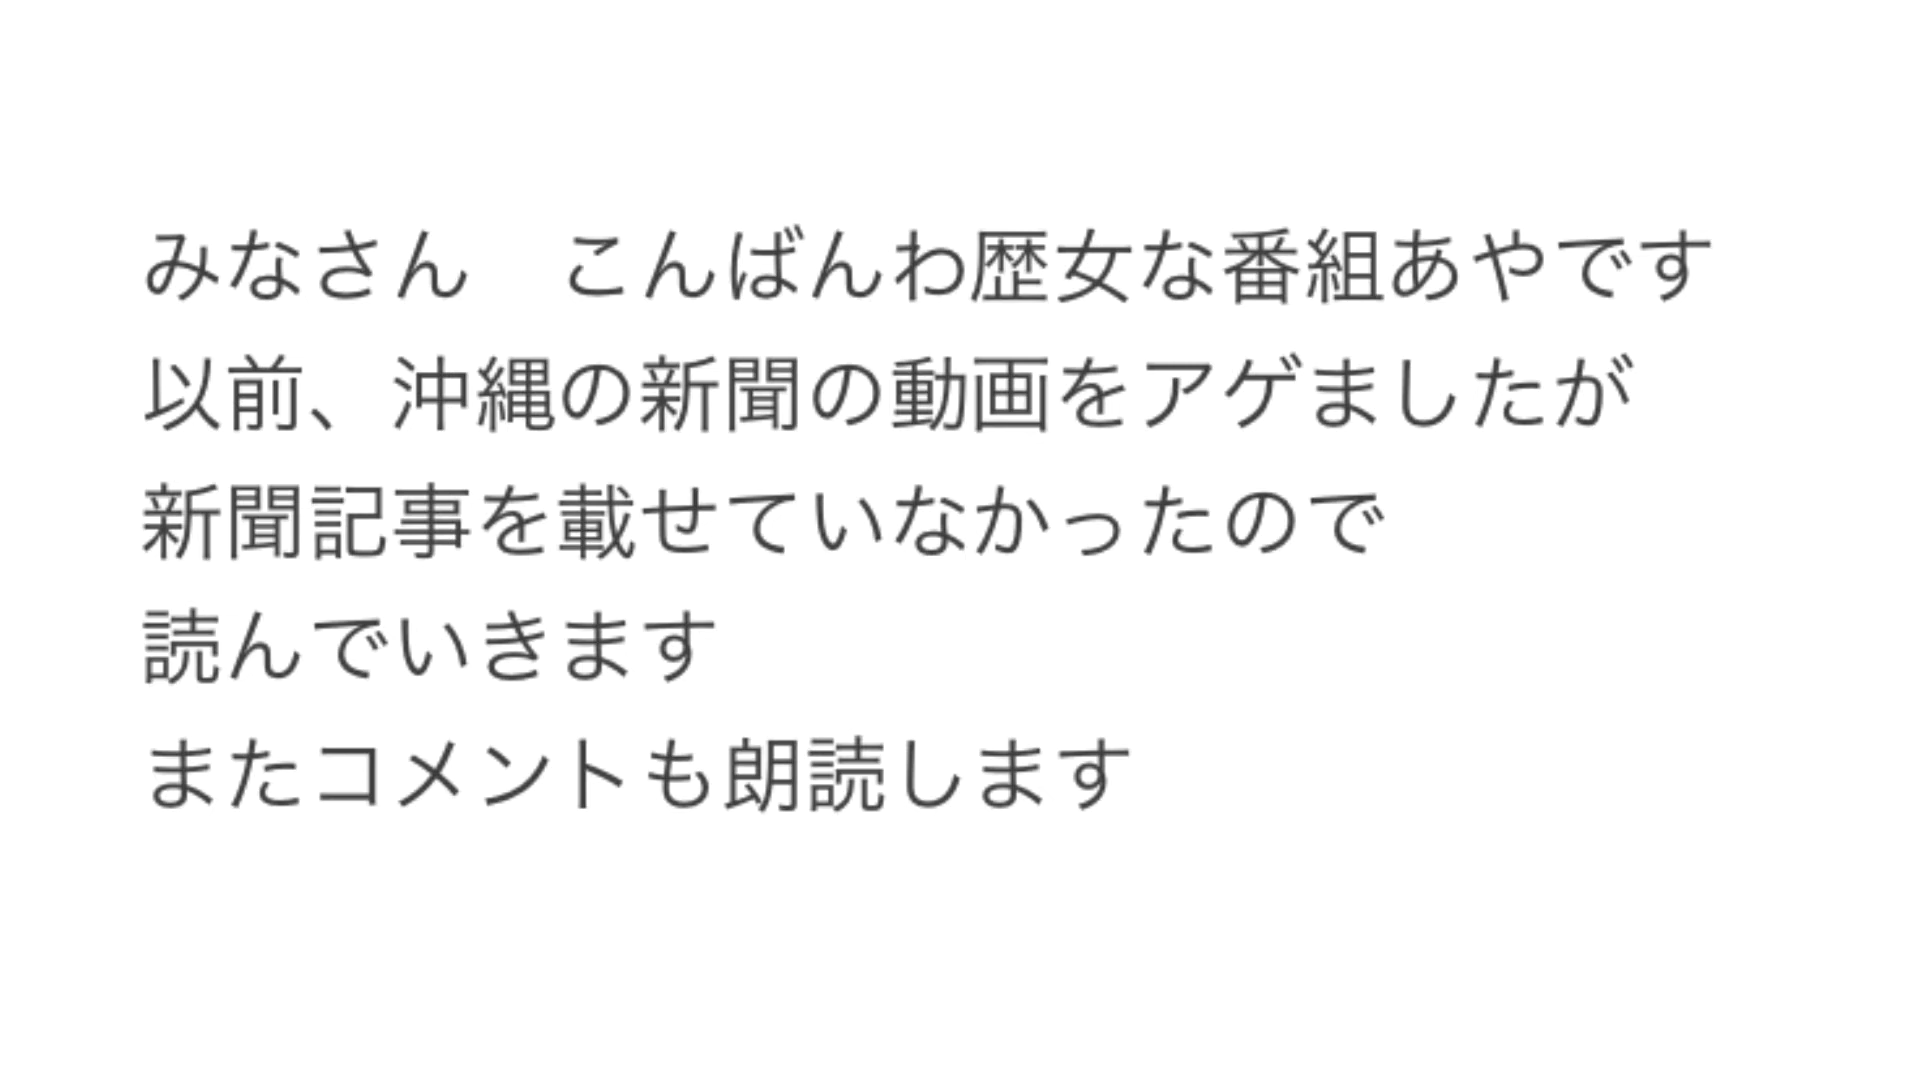 みなさん　こんばんわ歴女な番組あやです
以前、沖縄の新聞の動画をアゲましたが
新聞記事を載せていなかったので
読んでいきます
またコメントも朗読します